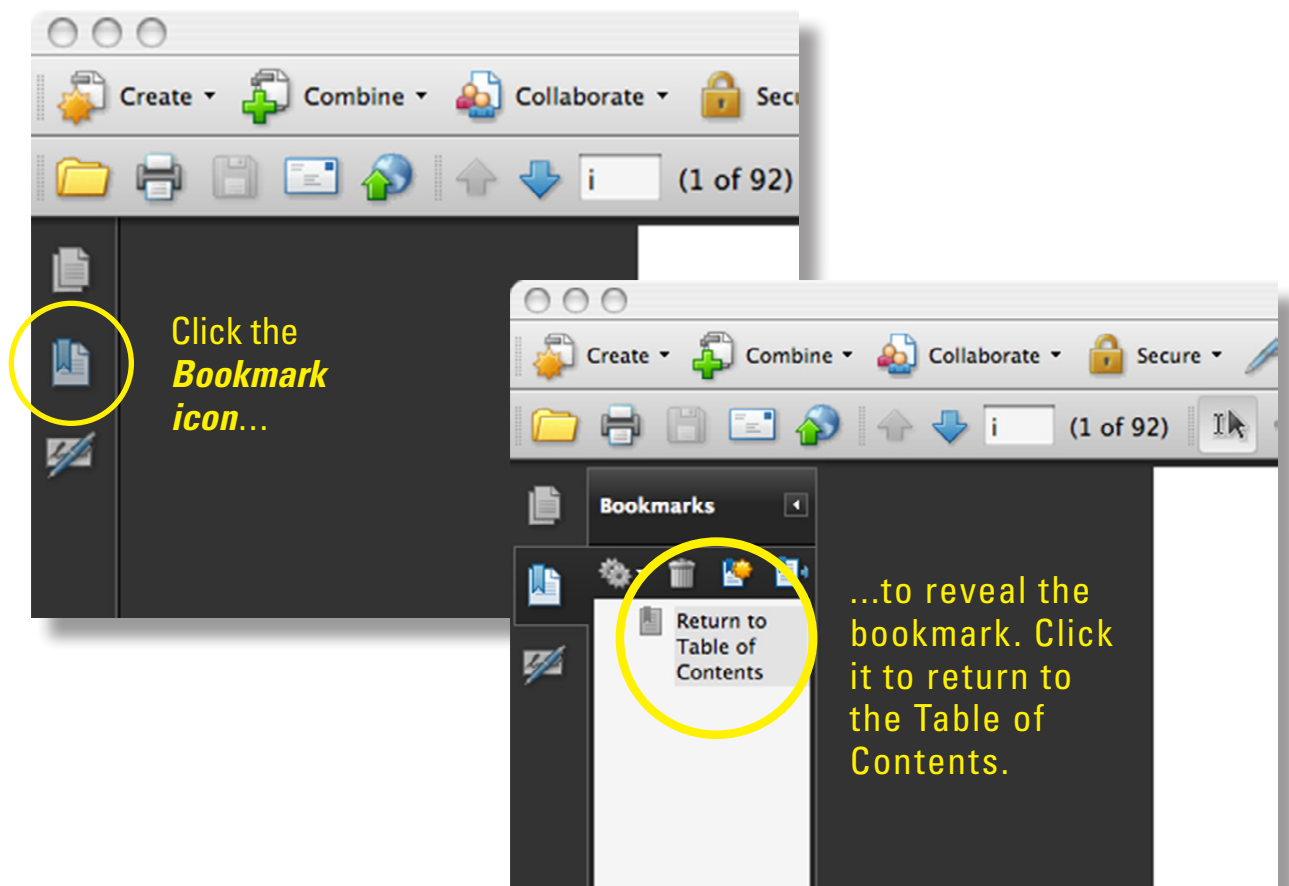 Create Combine Collaborate
i (1 of 92)
Click the
Bookmark
icon...
Create Combine Collaborate Secure
i (1 of 92)
Bookmarks
Return to
Table of
Contents
...to reveal the
bookmark. Click
it to return to
the Table of
Contents.